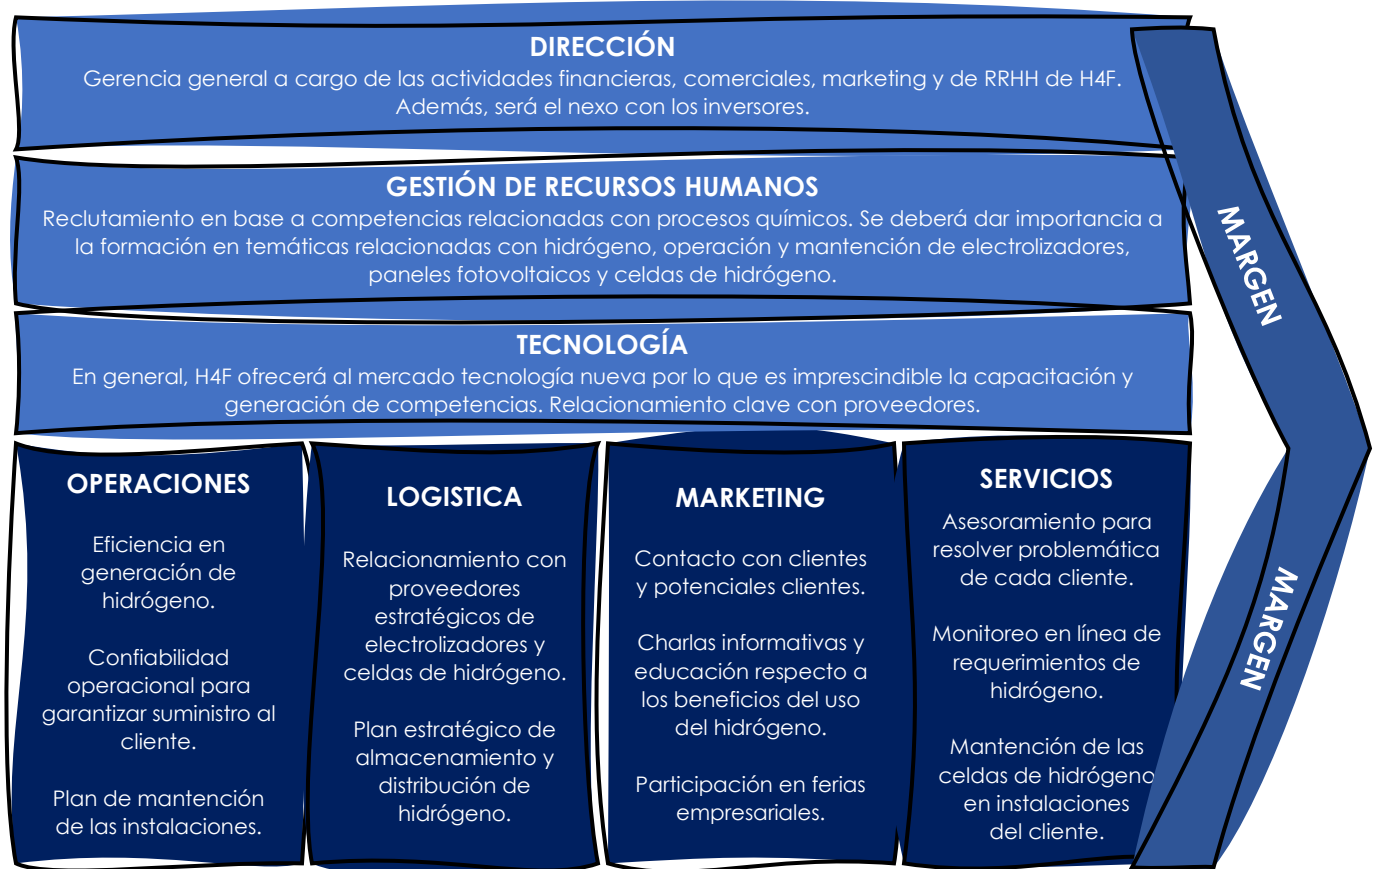 DIRECCIÓN
Gerencia general a cargo de las actividades financieras, comerciales, marketing y de RRHH de H4F.
Además, será el nexo con los inversores.
GESTIÓN DE RECURSOS HUMANOS
Reclutamiento en base a competencias relacionadas con procesos químicos. Se deberá dar importancia a
la formación en temáticas relacionadas con hidrógeno, operación y mantención de electrolizadores,
paneles fotovoltaicos y celdas de hidrógeno.
TECNOLOGÍA
En general, H4F ofrecerá al mercado tecnología nueva por lo que es imprescindible la capacitación y
generación de competencias. Relacionamiento clave con proveedores.
OPERACIONES
Eficiencia en
generación de
hidrógeno.
Confiabilidad
operacional para
garantizar suministro al
cliente.
Plan de mantención
de las instalaciones.
LOGISTICA
Relacionamiento con
proveedores
estratégicos de
electrolizadores y
celdas de hidrógeno.
Plan estratégico de
almacenamiento y
distribución de
hidrógeno.
MARKETING
Contacto con clientes
y potenciales clientes.
Charlas informativas y
educación respecto a
los beneficios del uso
del hidrógeno.
Participación en ferias
empresariales.
SERVICIOS
Asesoramiento para
resolver problemática
de cada cliente.
Monitoreo en línea de
requerimientos de
hidrógeno.
Mantención de las
celdas de hidrógeno
en instalaciones
del cliente.
MARGEN
MARGEN